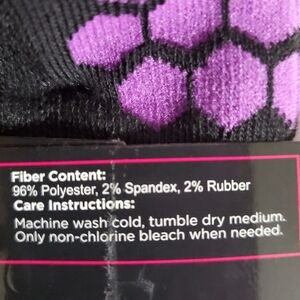 Fiber Content:
96% Polyester, 2% Spandex, 2% Rubber
Care Instructions:
Machine wash cold, tumble dry medium.
Only non-chlorine bleach when needed.